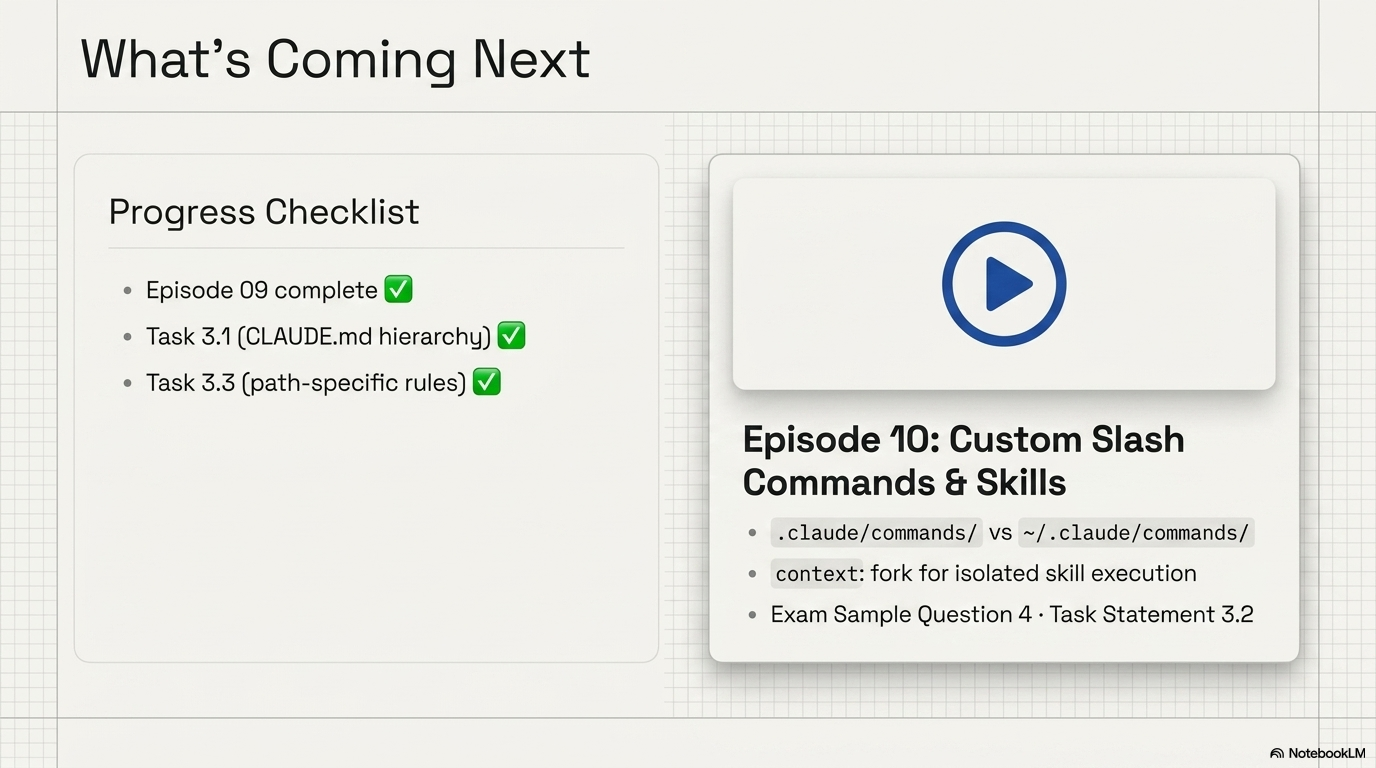 What's Coming Next
Progress Checklist
Episode 09 complete ✅
Task 3.1 (CLAUDE.md hierarchy) ✅
Task 3.3 (path-specific rules) ✅
Episode 10: Custom Slash
Commands & Skills
.claude/commands/ vs ~/.claude/commands/
context: fork for isolated skill execution
Exam Sample Question 4 · Task Statement 3.2
NotebookLM